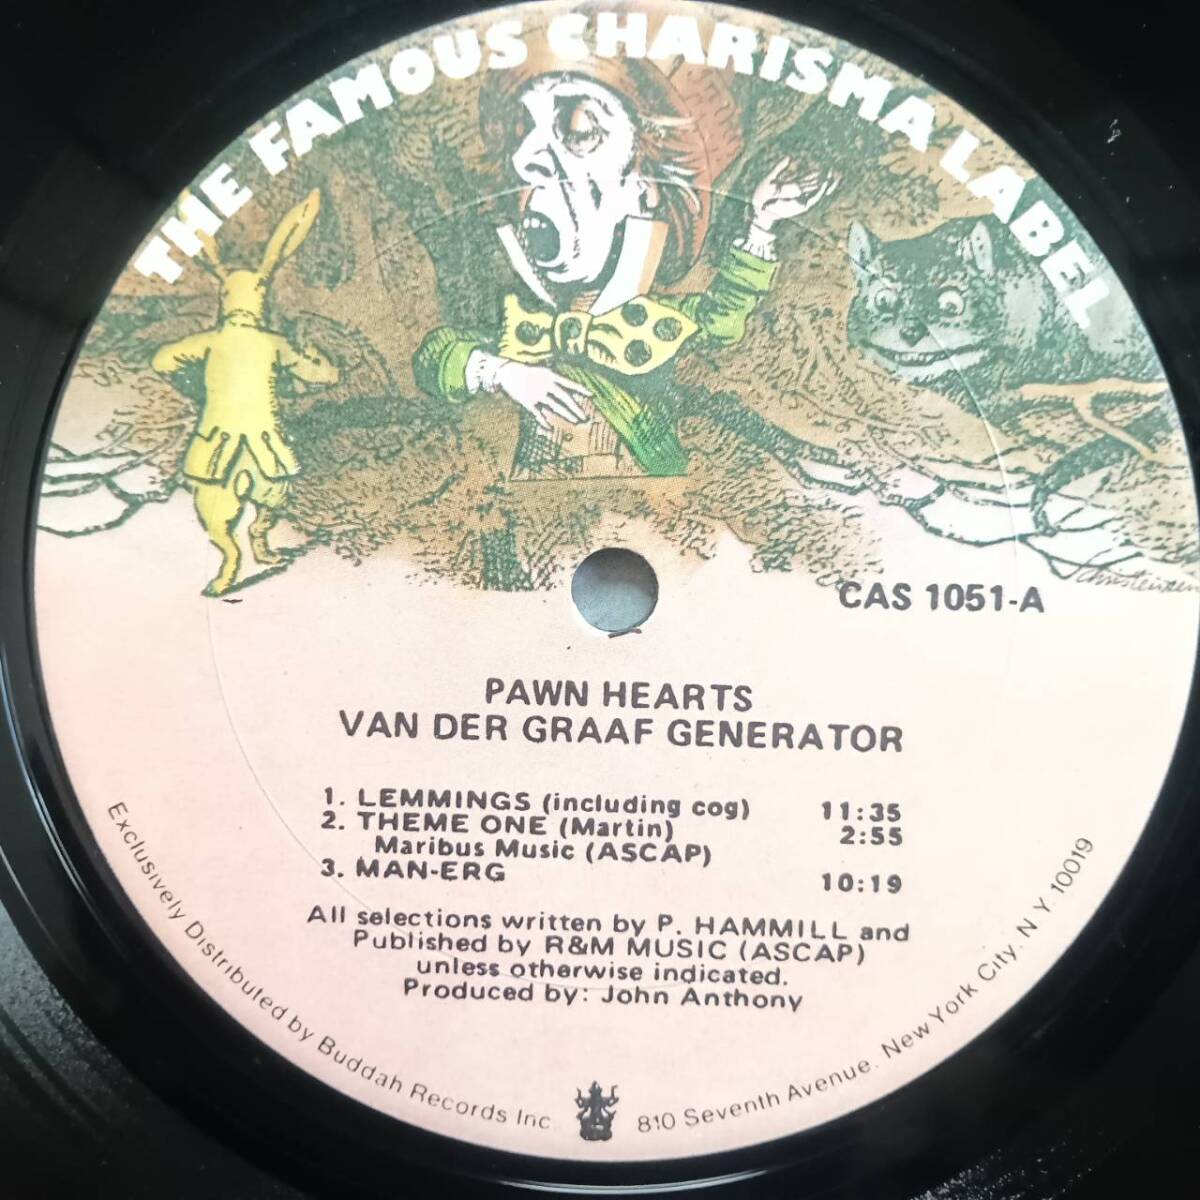 THE FAMOUS CHARISMA LABEL
Christensen
CAS 1051-A
PAWN HEARTS
VAN DER GRAAF GENERATOR
1. LEMMINGS (including cog) 11:35
2. THEME ONE (Martin) 2:55
Maribus Music (ASCAP)
3. MAN-ERG 10:19
All selections written by P. HAMMILL and
Published by R&M MUSIC (ASCAP)
unless otherwise indicated.
Produced by: John Anthony
Exclusively Distributed by Buddah Records Inc. 810 Seventh Avenue, New York City, N.Y. 10019